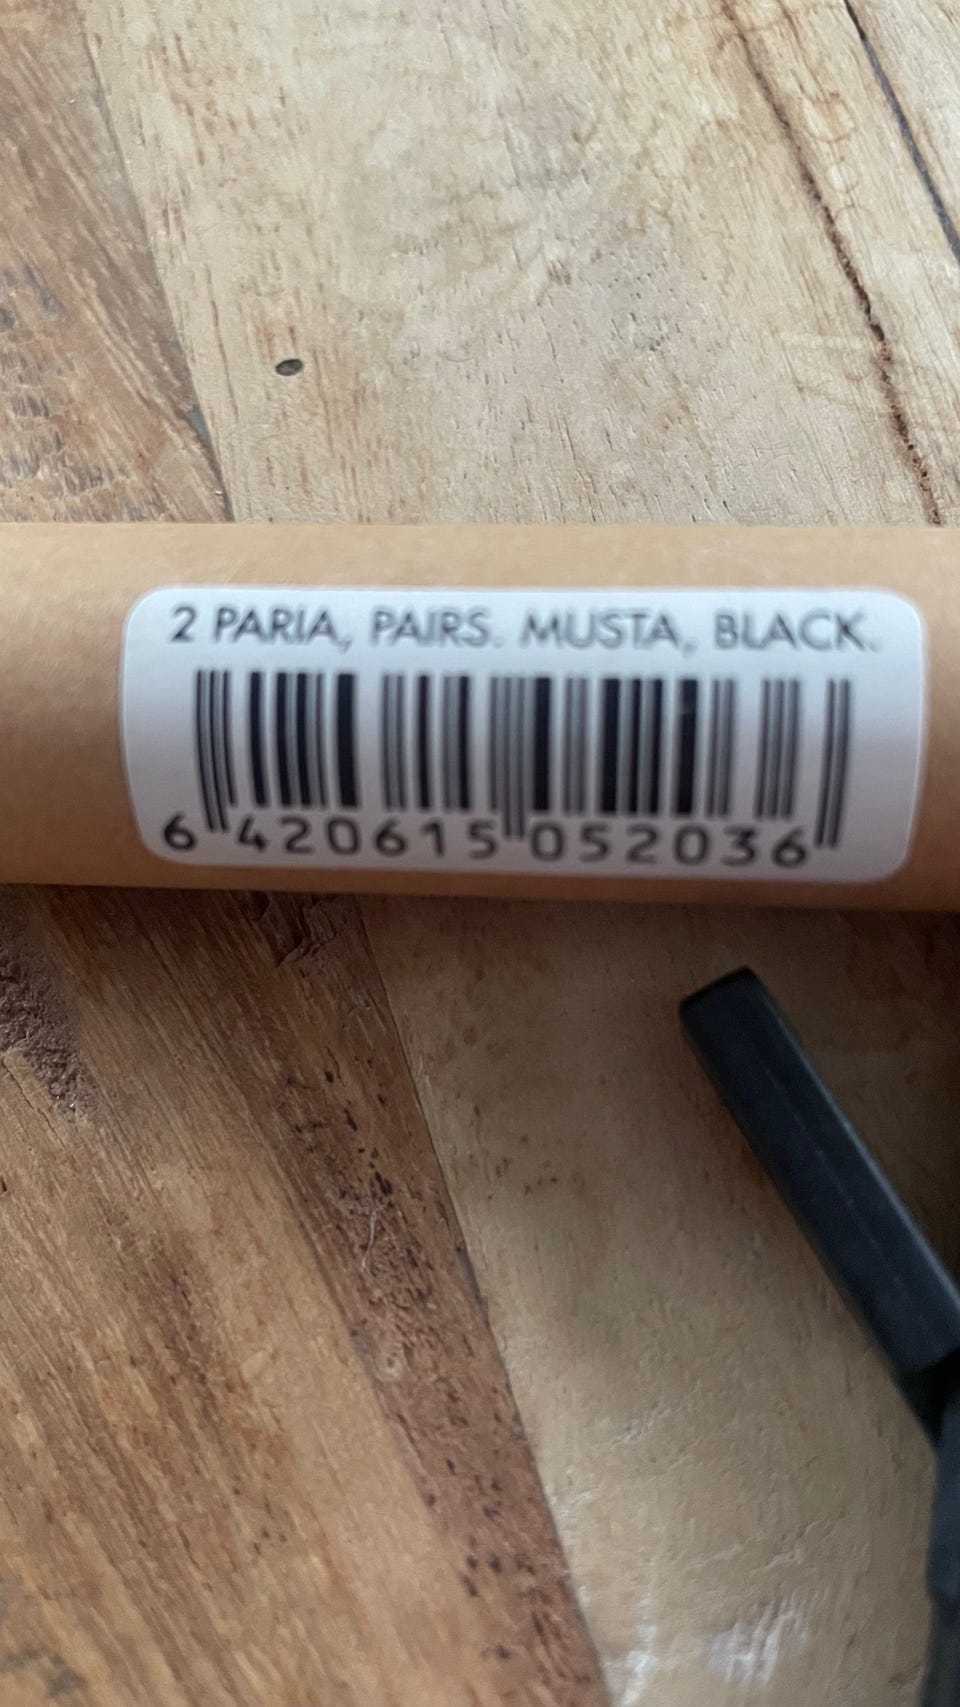 2 PARIA, PAIRS. MUSTA, BLACK.
6 420615 052036